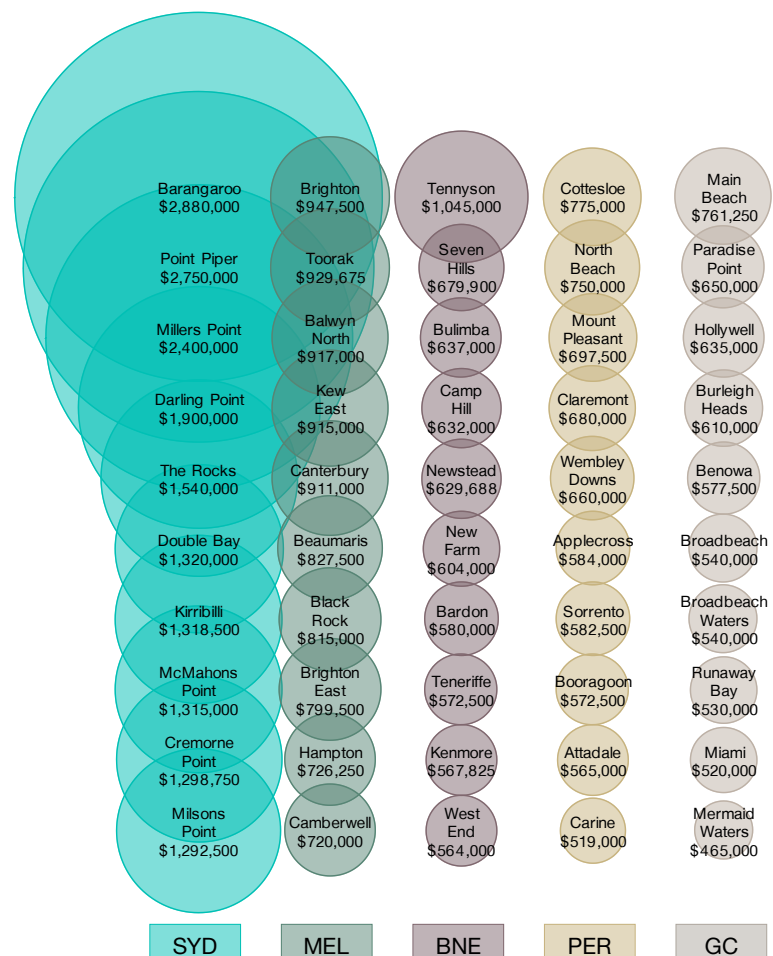 Barangaroo
$2,880,000
Brighton
$947,500
Tennyson
$1,045,000
Cottesloe
$775,000
Main
Beach
$761,250
Point Piper
$2,750,000
Toorak
$929,675
Seven
Hills
$679,900
North
Beach
$750,000
Paradise
Point
$650,000
Millers Point
$2,400,000
Balwyn
North
$917,000
Bulimba
$637,000
Mount
Pleasant
$697,500
Hollywell
$635,000
Darling Point
$1,900,000
Kew
East
$915,000
Camp
Hill
$632,000
Claremont
$680,000
Burleigh
Heads
$610,000
The Rocks
$1,540,000
Canterbury
$911,000
Newstead
$629,688
Wembley
Downs
$660,000
Benowa
$577,500
Double Bay
$1,320,000
Beaumaris
$827,500
New
Farm
$604,000
Applecross
$584,000
Broadbeach
$540,000
Kirribilli
$1,318,500
Black
Rock
$815,000
Bardon
$580,000
Sorrento
$582,500
Broadbeach
Waters
$540,000
McMahons
Point
$1,315,000
Brighton
East
$799,500
Teneriffe
$572,500
Booragoon
$572,500
Runaway
Bay
$530,000
Cremorne
Point
$1,298,750
Hampton
$726,250
Kenmore
$567,825
Attadale
$565,000
Miami
$520,000
Milsons
Point
$1,292,500
Camberwell
$720,000
West
End
$564,000
Carine
$519,000
Mermaid
Waters
$465,000
SYD
MEL
BNE
PER
GC